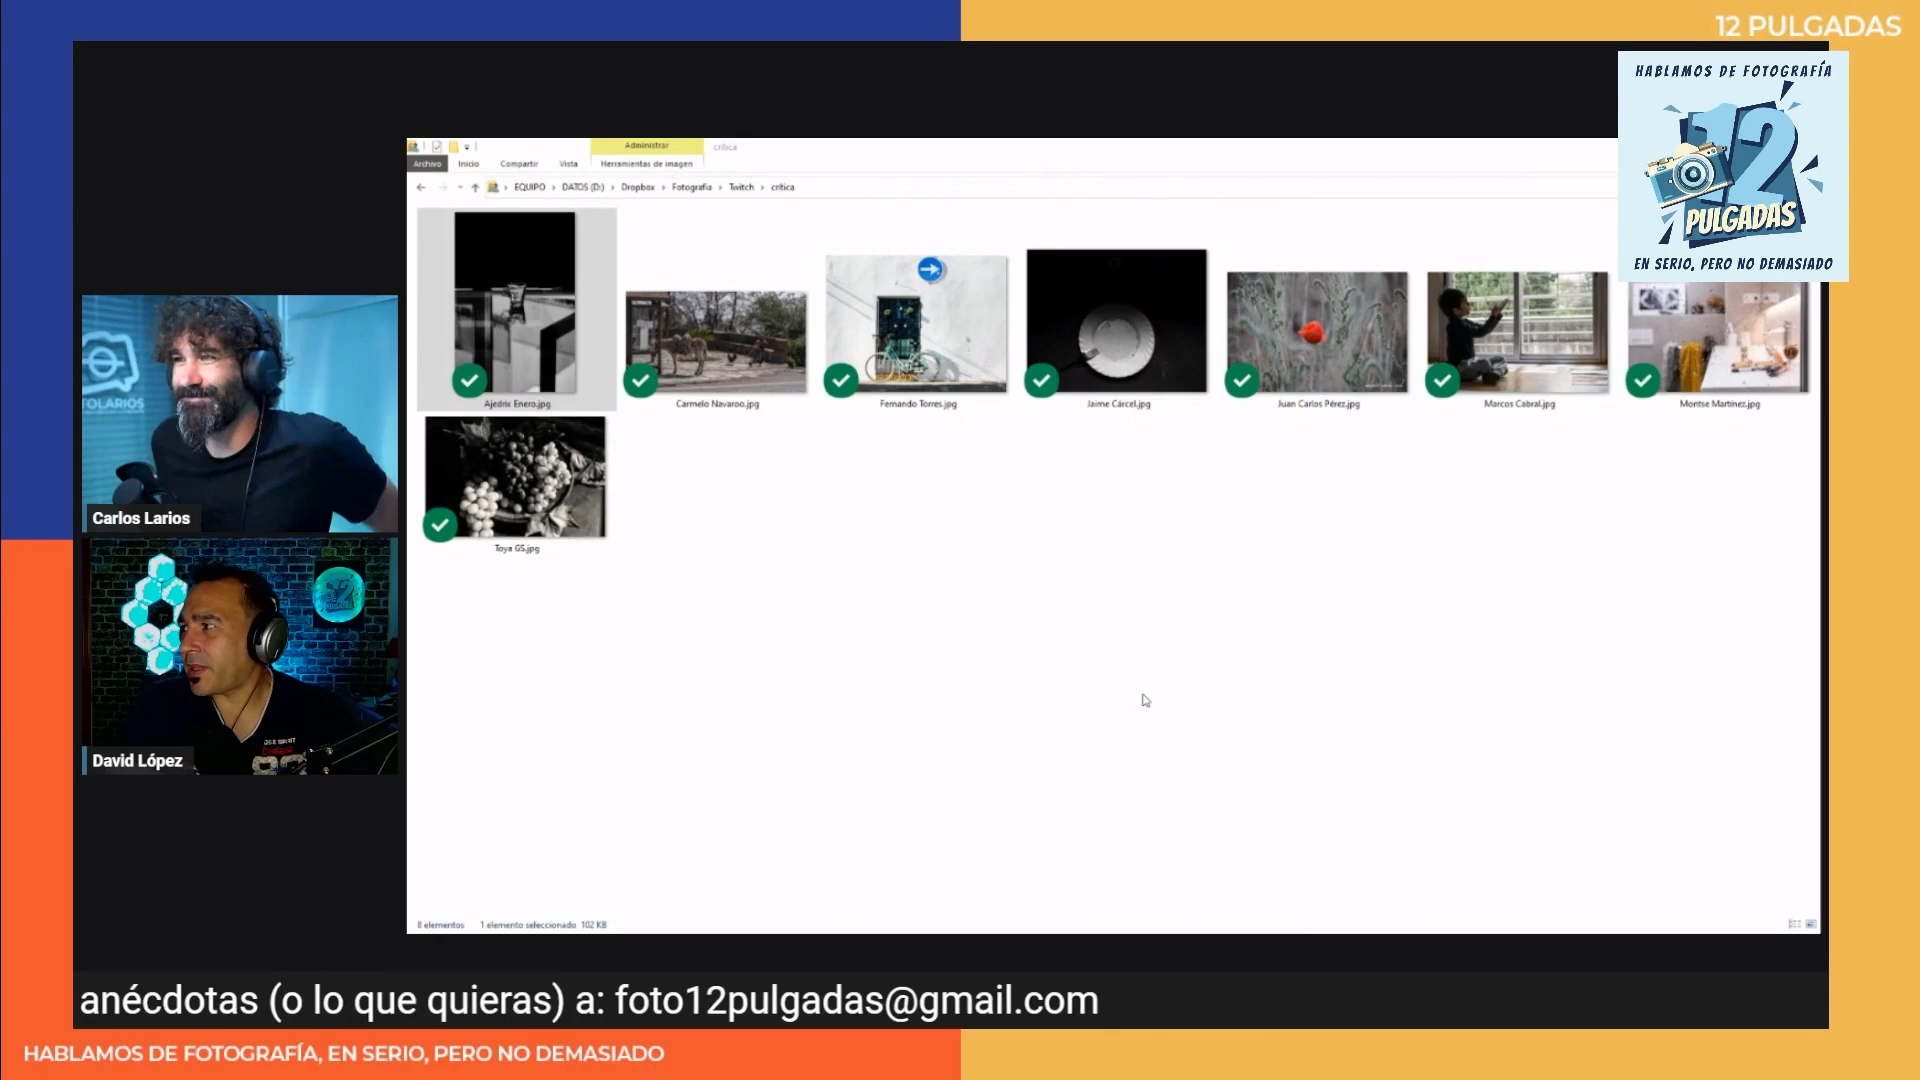 12 PULGADAS
HABLAMOS DE FOTOGRAFÍA
12
PULGADAS
EN SERIO, PERO NO DEMASIADO
Administrar
crítica
Archivo
Inicio
Compartir
Vista
Herramientas de imagen
EQUIPO > DATOS (D:) > Dropbox > Fotografía > Twitch > crítica
Ajedrix Enero.jpg
Carmelo Navaroo.jpg
Fernando Torres.jpg
Jaime Cárcel.jpg
Juan Carlos Pérez.jpg
Marcos Cabral.jpg
Montse Martínez.jpg
Toya GS.jpg
TOLARIOS
Carlos Larios
12
David López
8 elementos
1 elemento seleccionado 102 KB
anécdotas (o lo que quieras) a: foto12pulgadas@gmail.com
HABLAMOS DE FOTOGRAFÍA, EN SERIO, PERO NO DEMASIADO